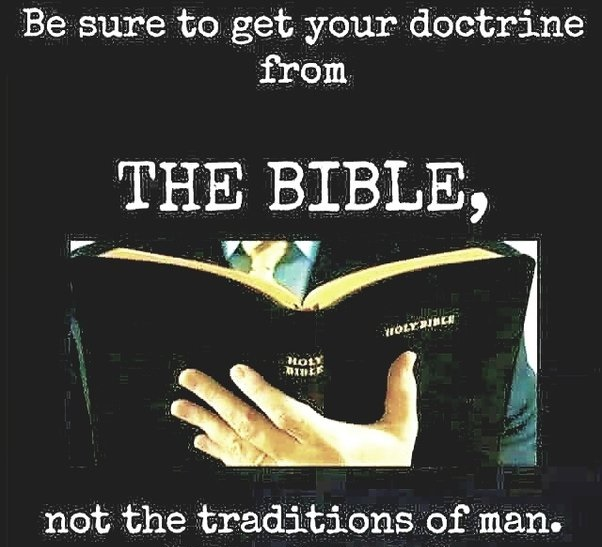 Be sure to get your doctrine
from
THE BIBLE,
HOLY BIBLE
HOLY
BIBLE
not the traditions of man.